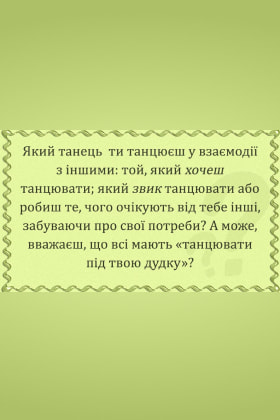 Який танець ти танцюєш у взаємодії
з іншими: той, який хочеш
танцювати; який звик танцювати або
робиш те, чого очікують від тебе інші,
забуваючи про свої потреби? А може,
вважаєш, що всі мають «танцювати
під твою дудку»?